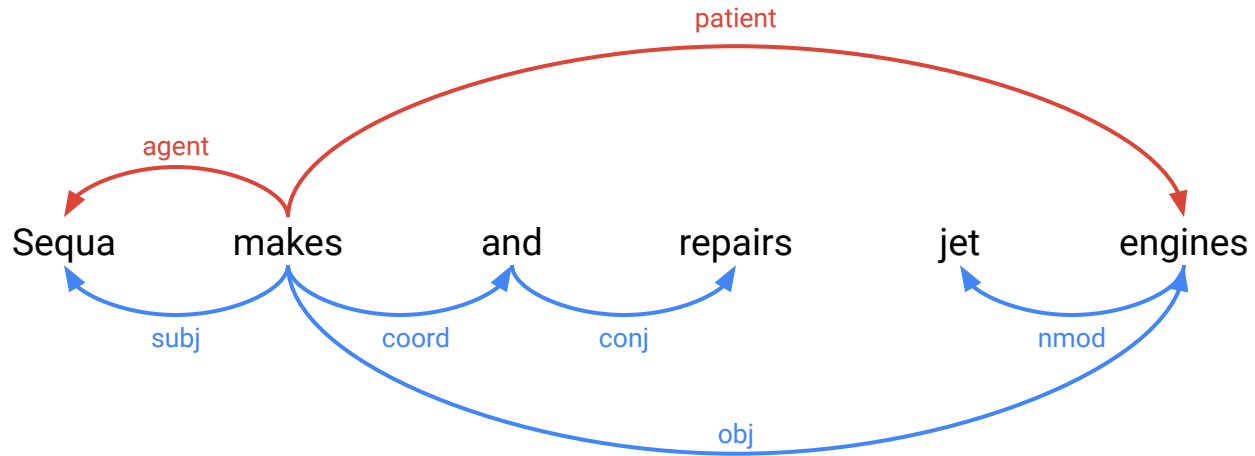 patient
agent
Sequa makes and repairs jet engines
subj coord conj nmod
obj